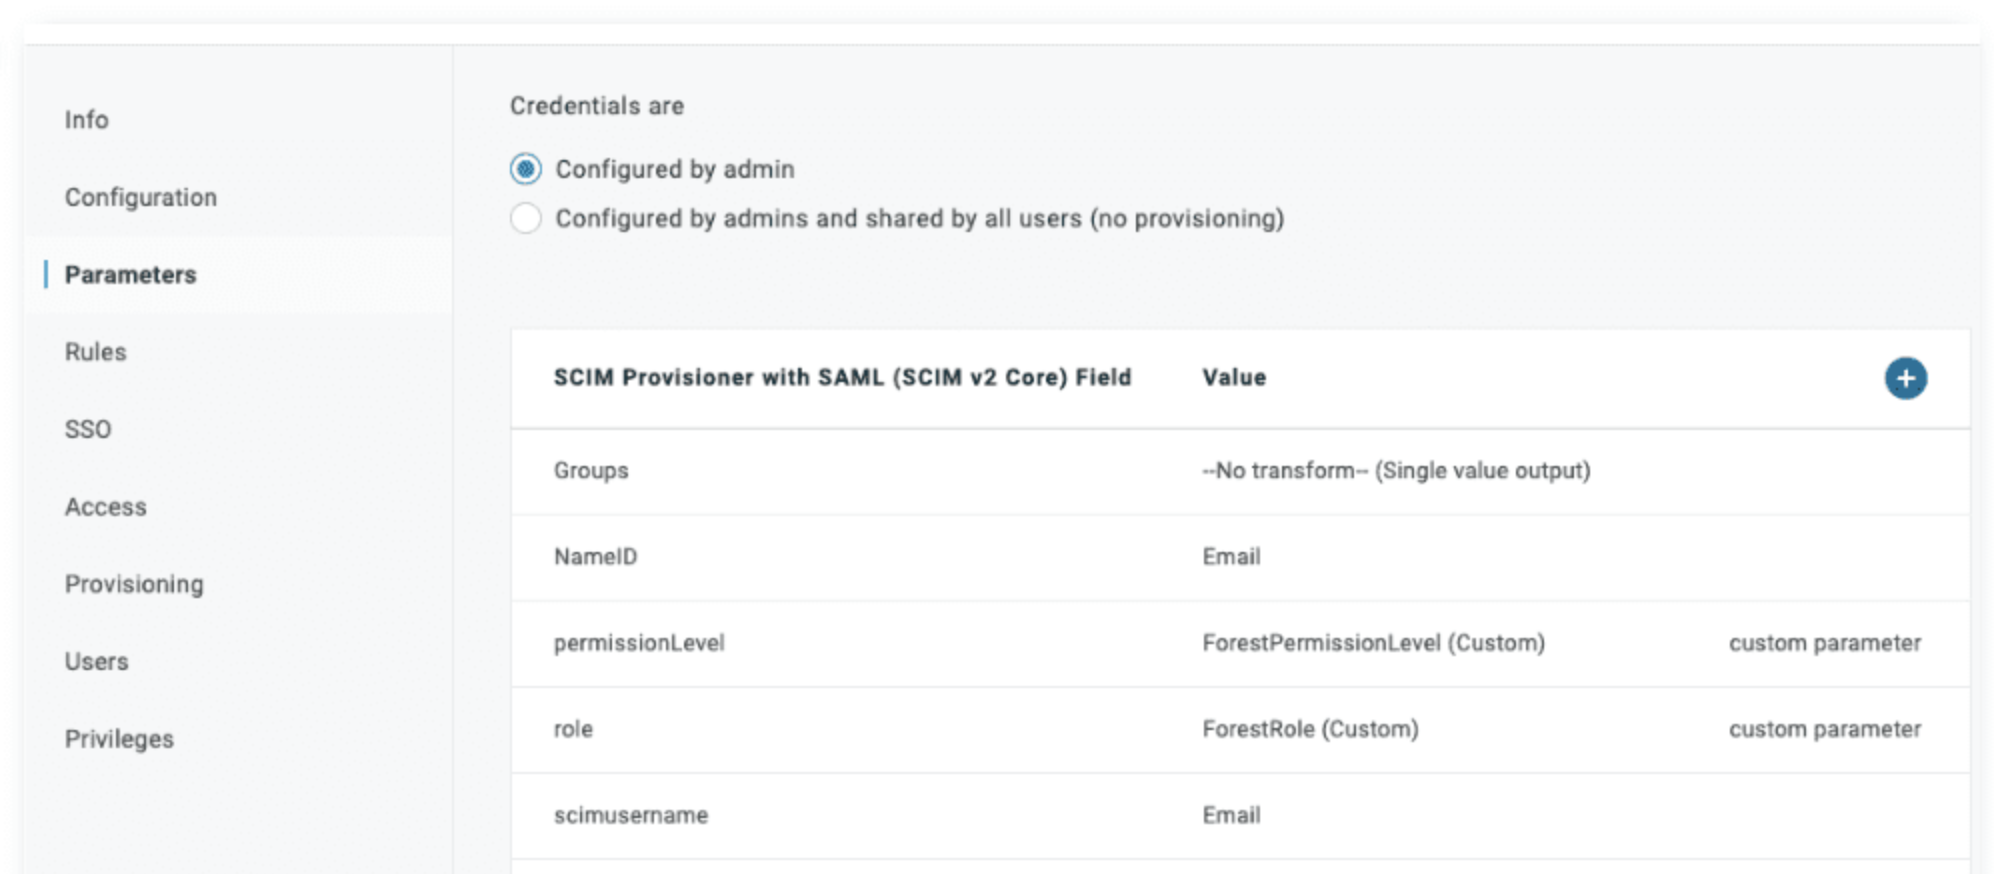 Info
Configuration
Parameters
Rules
SSO
Access
Provisioning
Users
Privileges
Credentials are
Configured by admin
Configured by admins and shared by all users (no provisioning)
SCIM Provisioner with SAML (SCIM v2 Core) Field Value +
Groups --No transform-- (Single value output)
NameID Email
permissionLevel ForestPermissionLevel (Custom) custom parameter
role ForestRole (Custom) custom parameter
scimusername Email